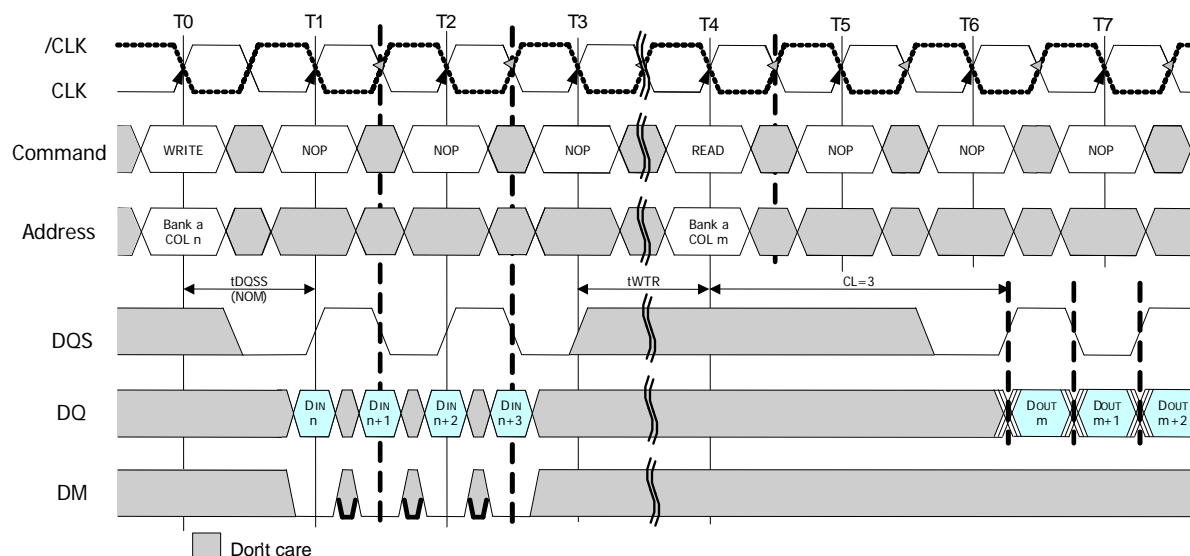 T0 T1 T2 T3 T4 T5 T6 T7
/CLK
CLK
Command WRITE NOP NOP NOP READ NOP NOP NOP
Address Bank a COL n Bank a COL m
tDQSS
(NOM)
tWTR
CL=3
DQS
DQ DIN n DIN n+1 DIN n+2 DIN n+3 DOUT m DOUT m+1 DOUT m+2
DM
Don't care